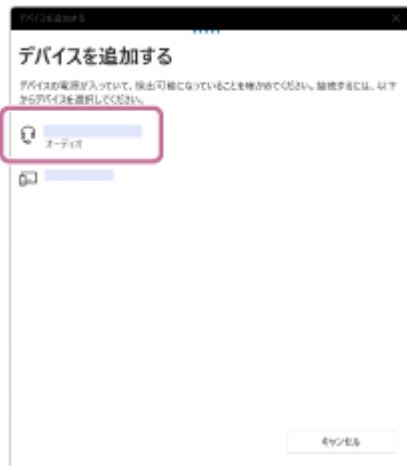 デバイスを追加する
デバイスを追加する
デバイスの電源が入っていて、検出可能になっていることを確かめてください。接続するには、以下
からデバイスを選択してください。
オーディオ
キャンセル